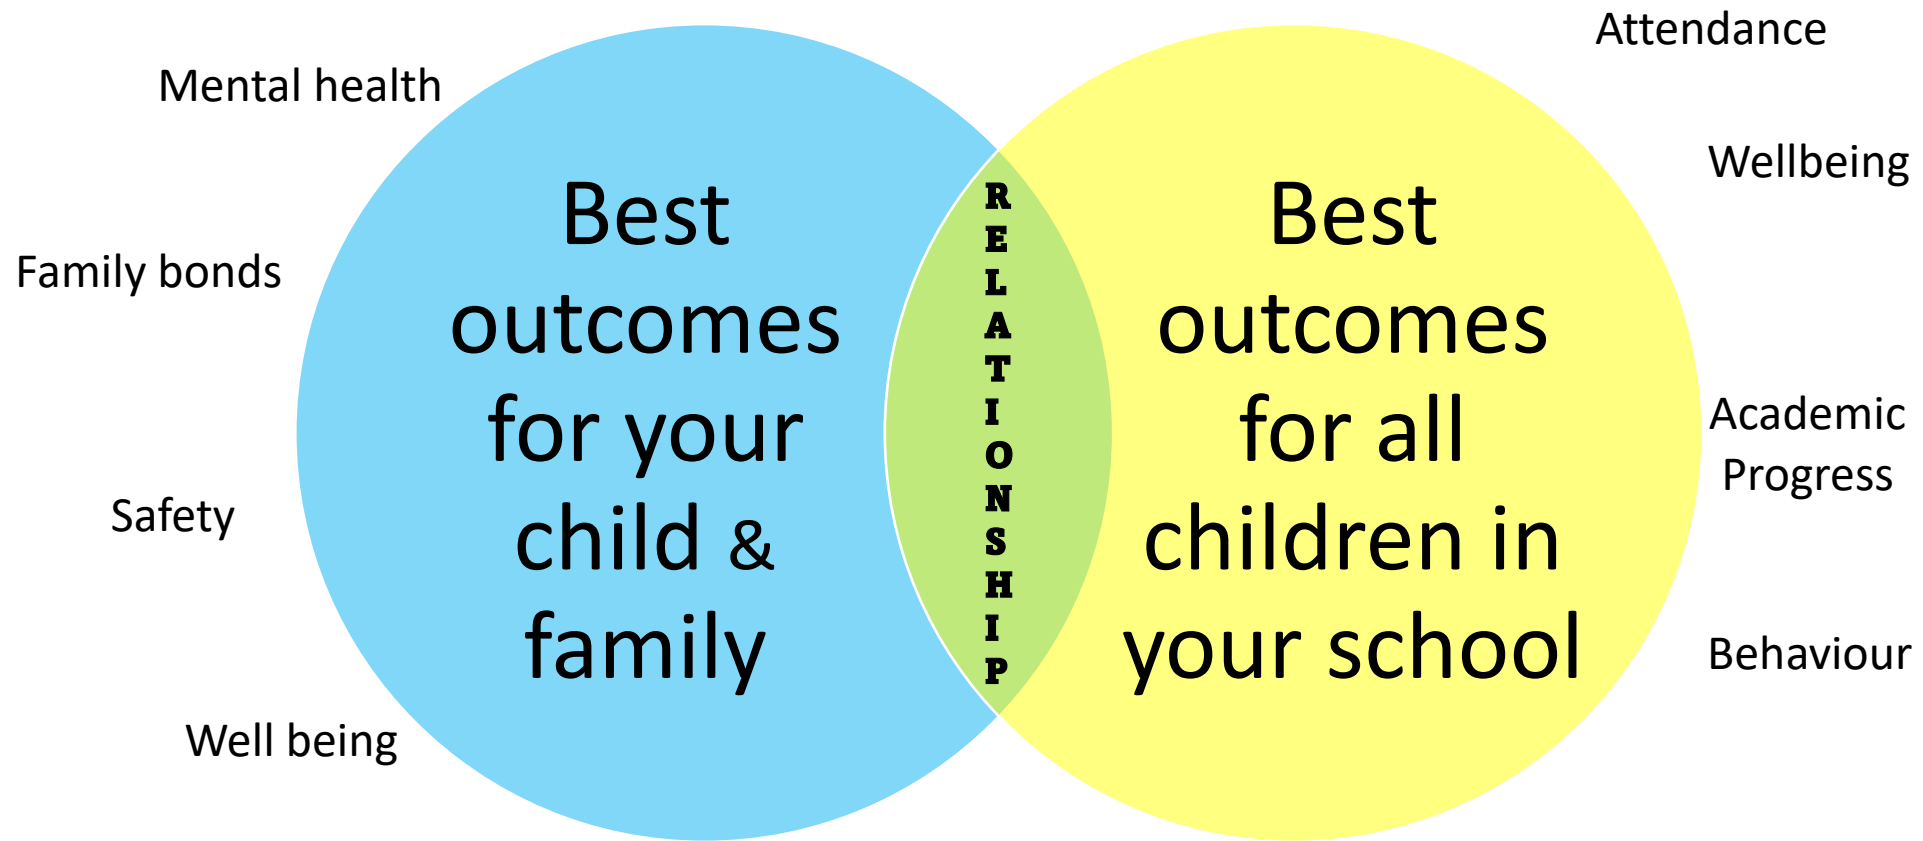 Mental health
Family bonds
Safety
Well being
Best
outcomes
for your
child &
family
RELATIONSHIP
Best
outcomes
for all
children in
your school
Attendance
Wellbeing
Academic
Progress
Behaviour